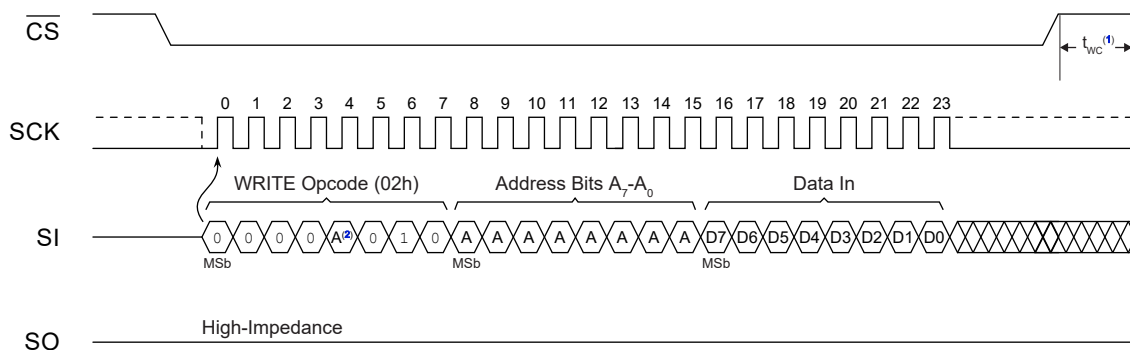 CS
t_WC(1)
0 1 2 3 4 5 6 7 8 9 10 11 12 13 14 15 16 17 18 19 20 21 22 23
SCK
WRITE Opcode (02h) Address Bits A7-A0 Data In
SI 0 0 0 0 A(2) 0 1 0 A A A A A A A A D7 D6 D5 D4 D3 D2 D1 D0
MSb MSb MSb
High-Impedance
SO